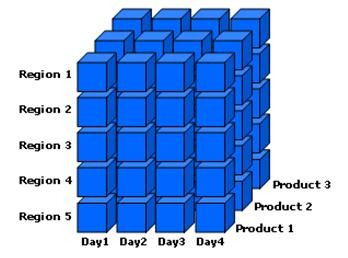 Region 1
Region 2
Region 3
Region 4
Region 5
Product 3
Product 2
Product 1
Day1 Day2 Day3 Day4